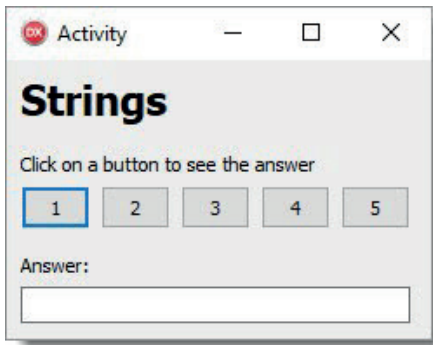 DX Activity
Strings
Click on a button to see the answer
1 2 3 4 5
Answer: